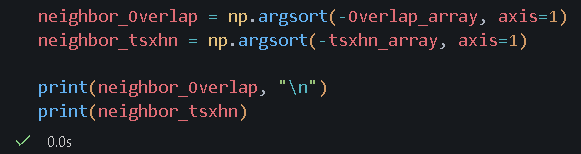 neighbor_Overlap = np.argsort(-Overlap_array, axis=1)
neighbor_tsxhn = np.argsort(-tsxhn_array, axis=1)
print(neighbor_Overlap, "\n")
print(neighbor_tsxhn)
0.0s